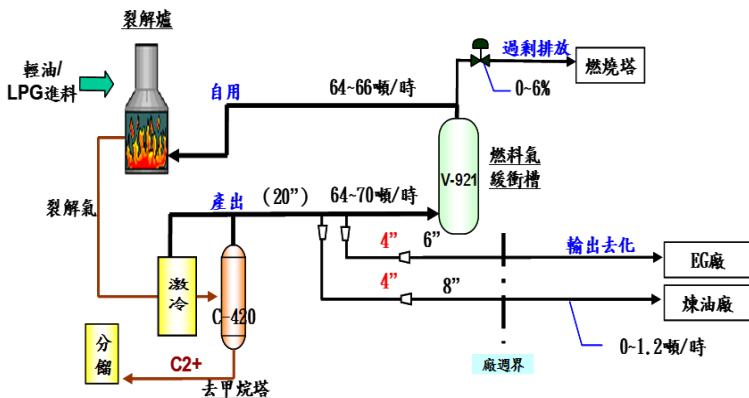 裂解爐
輕油/
LPG進料
自用
64~66噸/時
過剩排放
燃燒塔
0~6%
燃料氣
緩衝槽
V-921
裂解氣
產出
(20”)
64~70噸/時
4”
6”
輸出去化
EG廠
4”
8”
煉油廠
激冷
C-420
0~1.2噸/時
分餾
C2+
去甲烷塔
廠週界